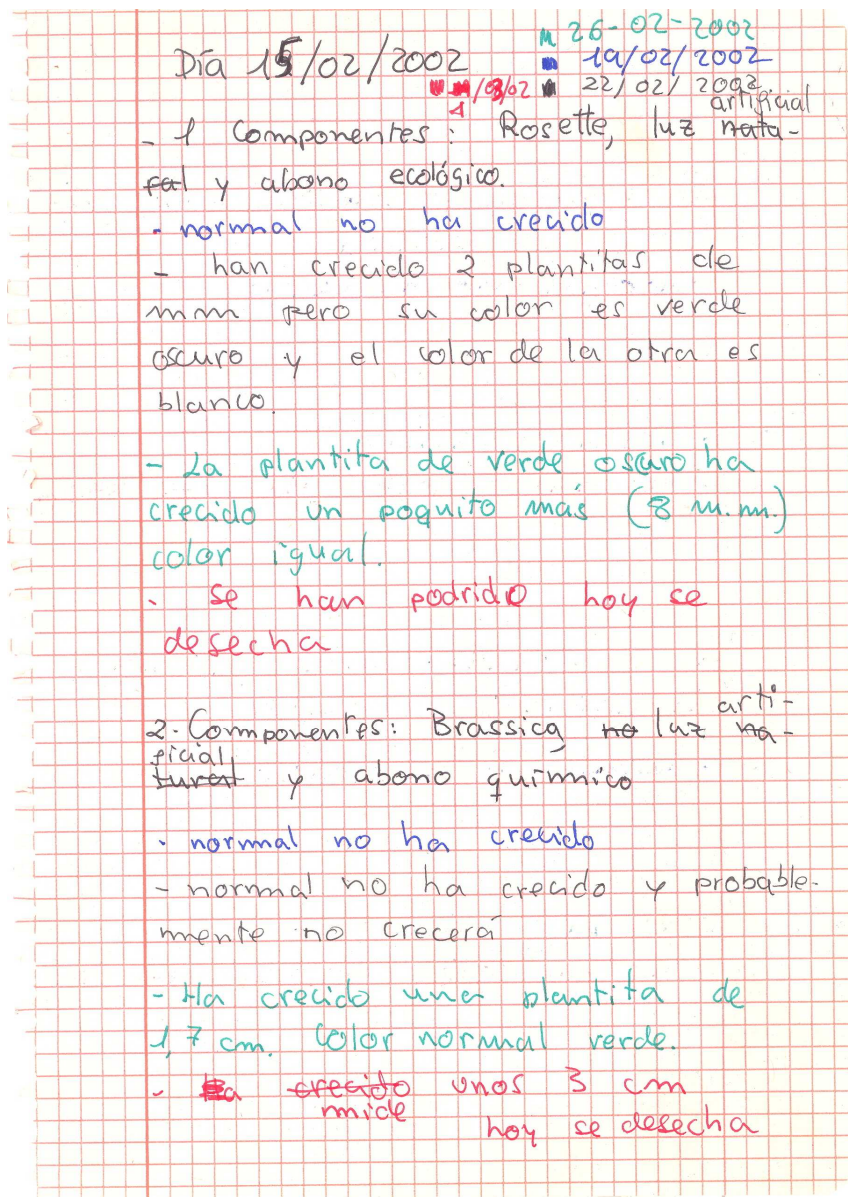 26-02-2002
Día 15/02/2002
19/02/2002
1/03/02
22/02/2002
artificial
- 1 Componentes: Rosette, luz natu-
ral y abono ecológico.
- normal no ha crecido
- han crecido 2 plantitas de
mm pero su color es verde
oscuro y el color de la otra es
blanco.
- La plantita de verde oscuro ha
crecido un poquito más (8 m.m.)
color igual.
- se han podrido hoy se
desecha
arti-
2. Componentes: Brassica, no luz na-
ficial
tural y abono químico
- normal no ha crecido
- normal no ha crecido y probable-
mente no crecerá
- Ha crecido una plantita de
1,7 cm. Color normal verde.
- Ha crecido unos 3 cm
mide
hoy se desecha